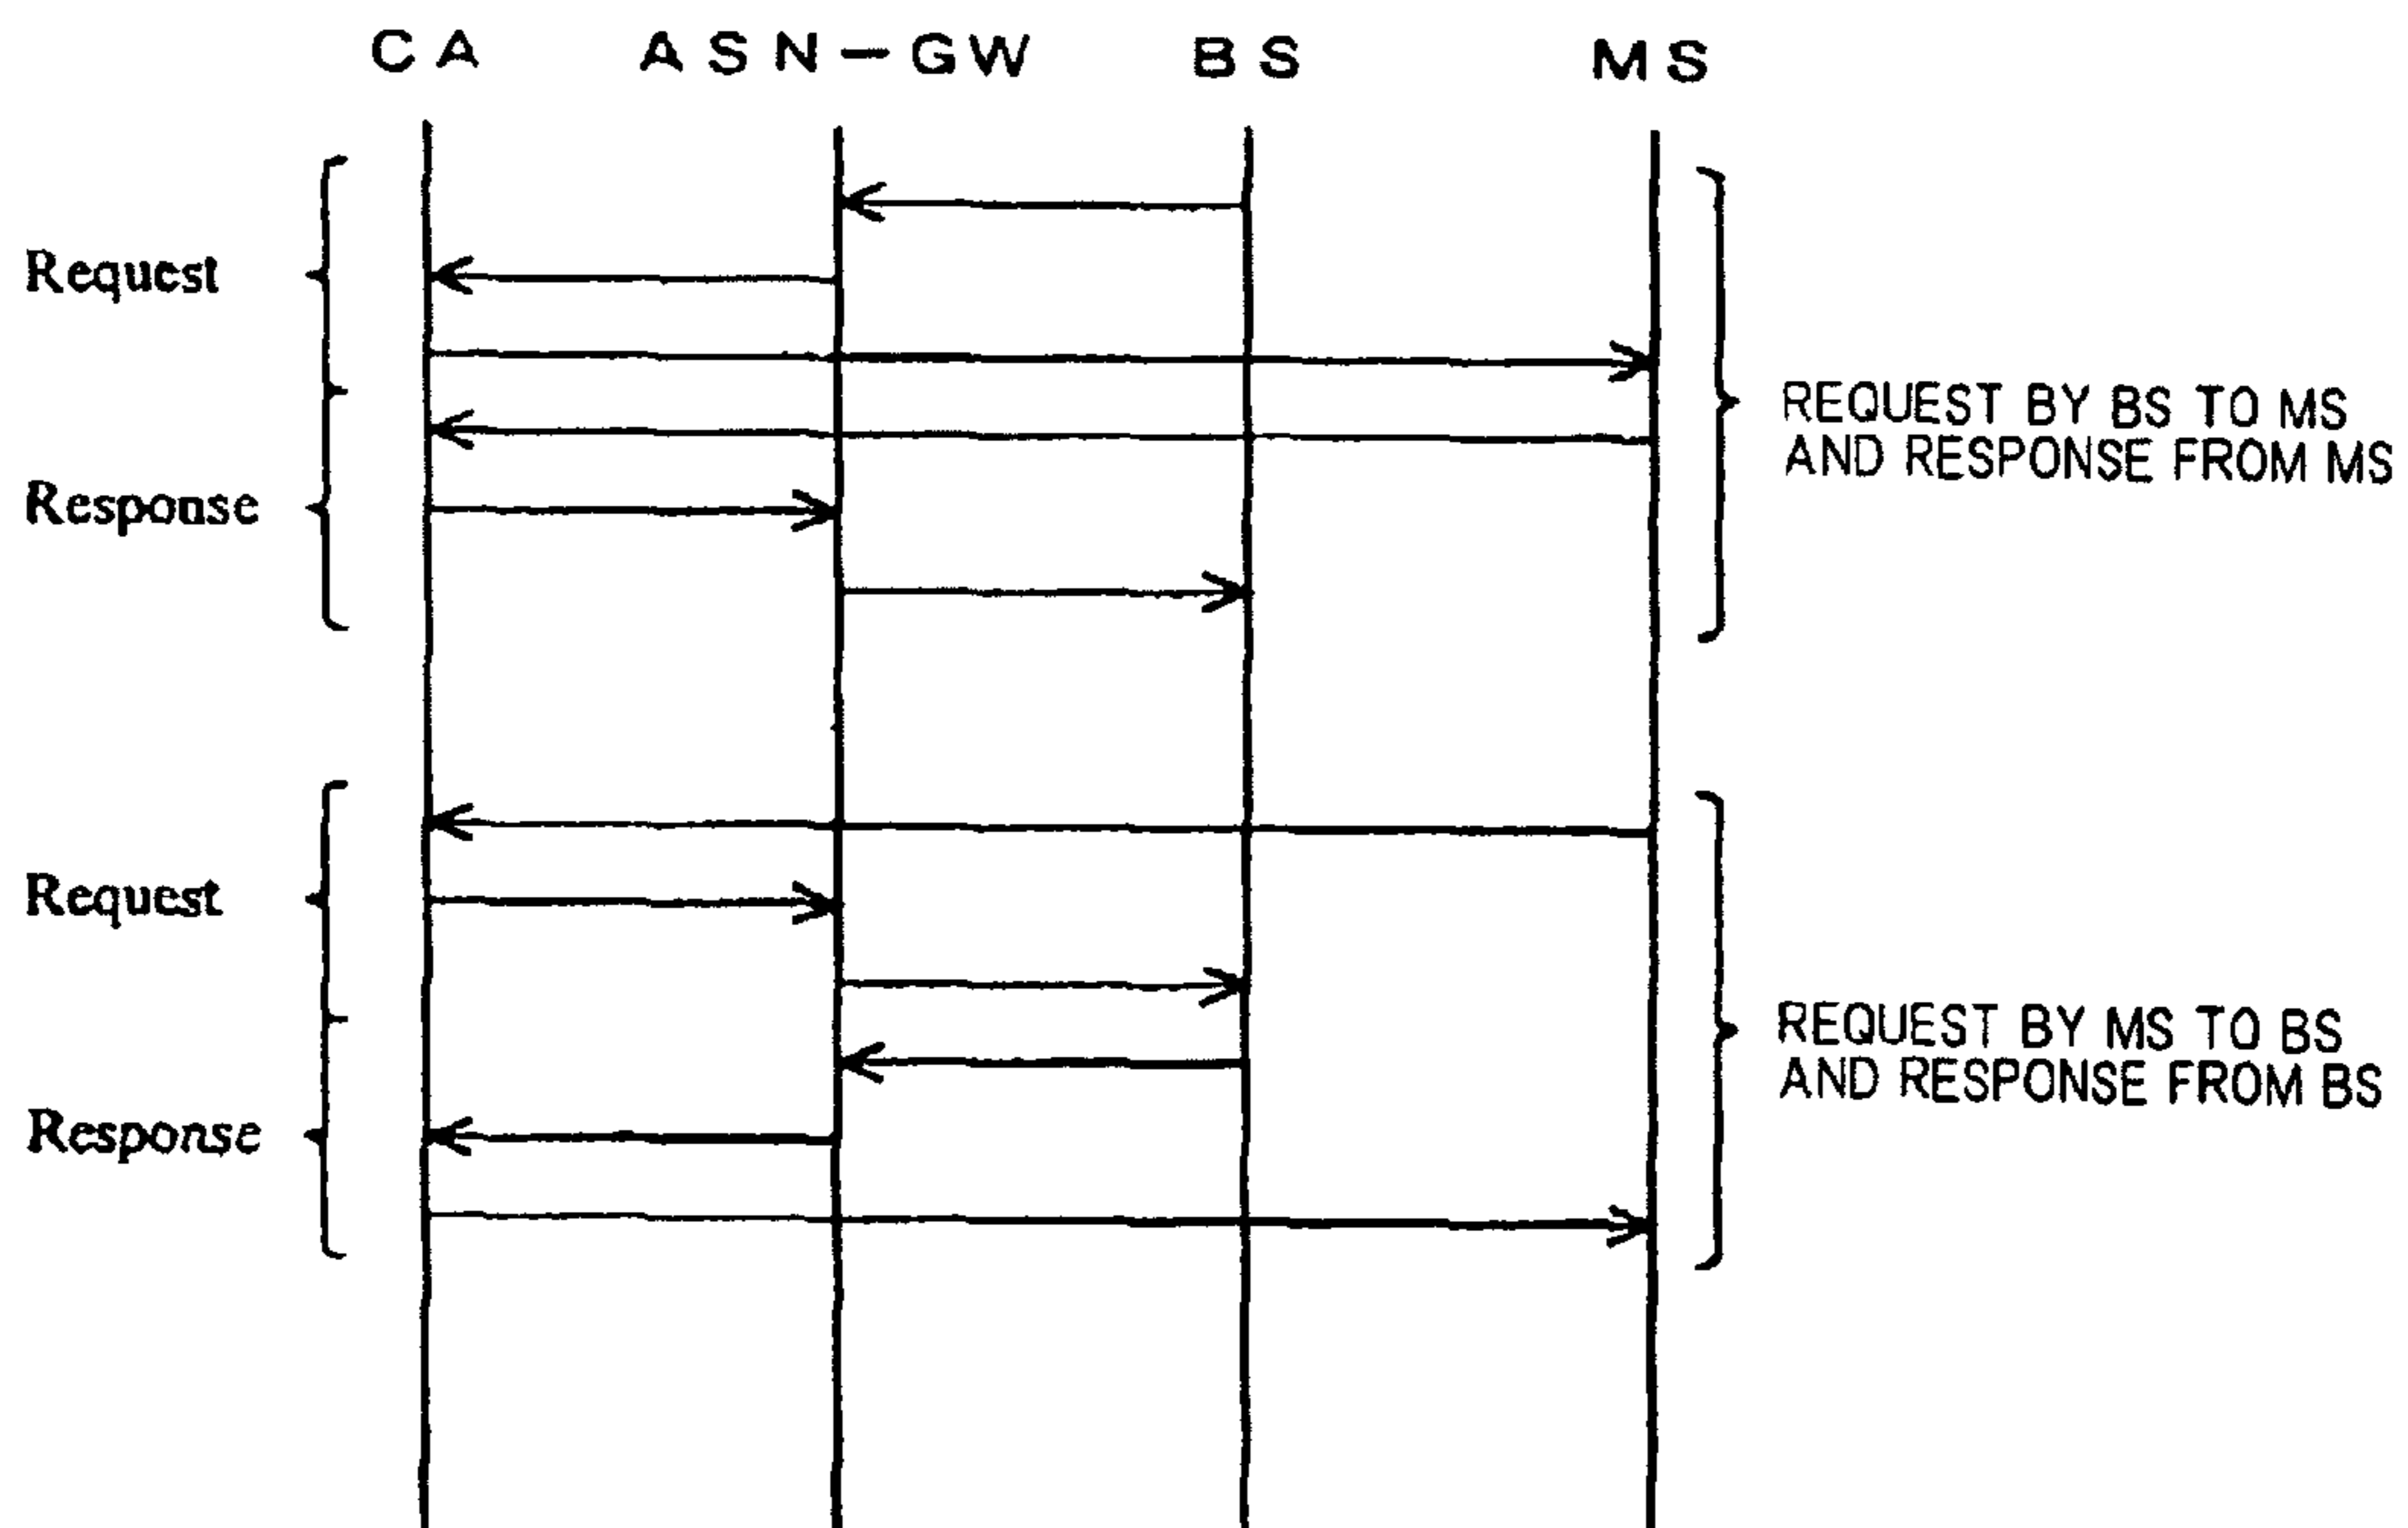 CA ASN-GW BS MS
Request
REQUEST BY BS TO MS
AND RESPONSE FROM MS
Response
Request
REQUEST BY MS TO BS
AND RESPONSE FROM BS
Response